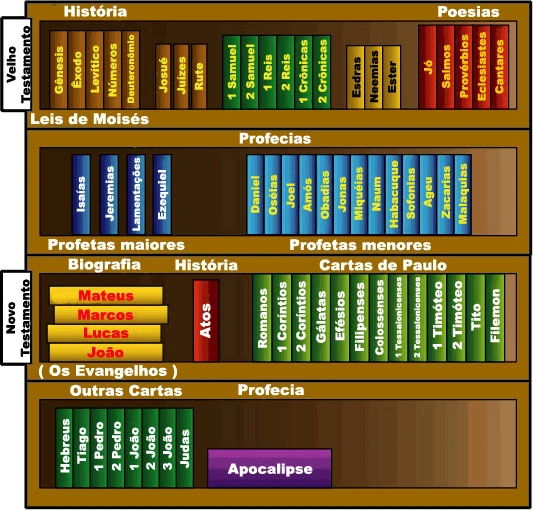 História
Poesias
Velho
Testamento
Gênesis
Êxodo
Levítico
Números
Deuteronômio
Josué
Juízes
Rute
1 Samuel
2 Samuel
1 Reis
2 Reis
1 Crônicas
2 Crônicas
Esdras
Neemias
Ester
Jó
Salmos
Provérbios
Eclesiastes
Cantares
Leis de Moisés
Profecias
Isaías
Jeremias
Lamentações
Ezequiel
Daniel
Oséias
Joel
Amós
Obadias
Jonas
Miquéias
Naum
Habacuque
Sofonias
Ageu
Zacarias
Malaquias
Profetas maiores
Profetas menores
Novo
Testamento
Biografia
História
Cartas de Paulo
Mateus
Marcos
Lucas
João
Atos
Romanos
1 Coríntios
2 Coríntios
Gálatas
Efésios
Filipenses
Colossenses
1 Tessalonicenses
2 Tessalonicenses
1 Timóteo
2 Timóteo
Tito
Filemon
( Os Evangelhos )
Outras Cartas
Profecia
Hebreus
Tiago
1 Pedro
2 Pedro
1 João
2 João
3 João
Judas
Apocalipse